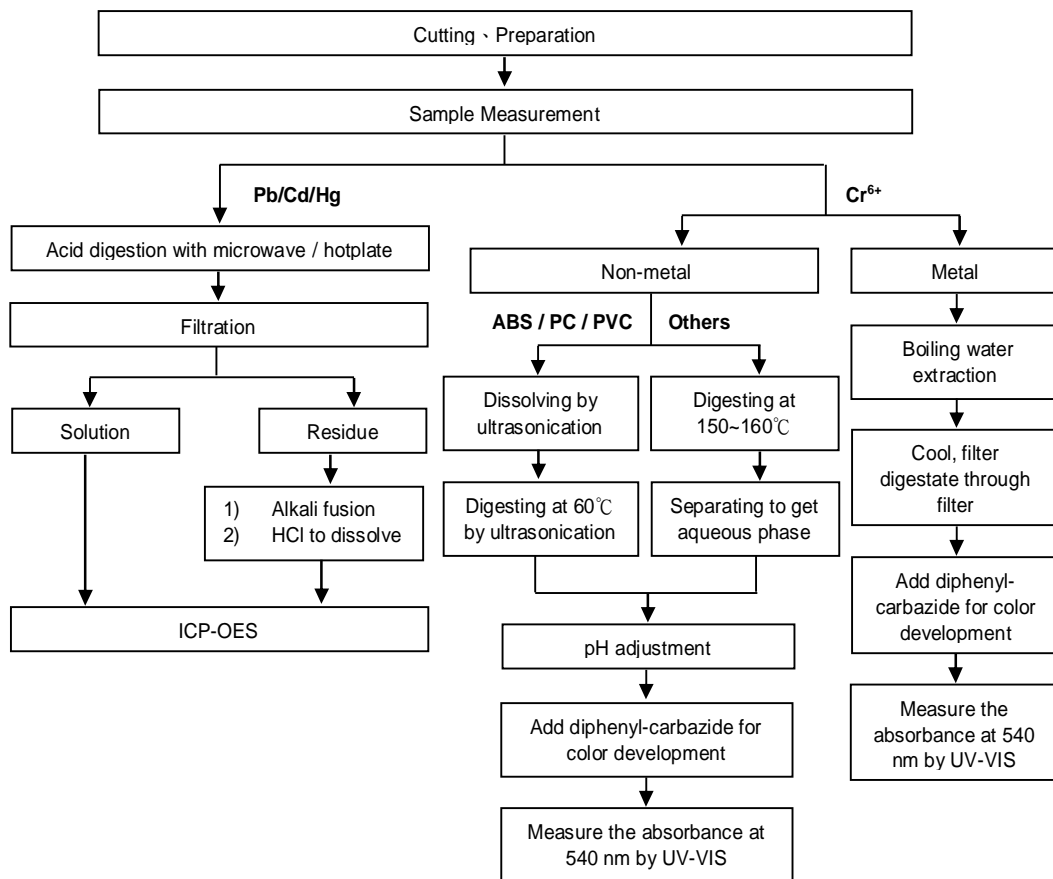 Cutting、Preparation
Sample Measurement
Pb/Cd/Hg
Cr⁶⁺
Acid digestion with microwave / hotplate
Non-metal
Metal
Filtration
ABS / PC / PVC
Others
Boiling water
extraction
Solution
Residue
Dissolving by
ultrasonication
Digesting at
150~160℃
Cool, filter
digestate through
filter
1) Alkali fusion
2) HCl to dissolve
Digesting at 60℃
by ultrasonication
Separating to get
aqueous phase
Add diphenyl-
carbazide for color
development
ICP-OES
pH adjustment
Measure the
absorbance at 540
nm by UV-VIS
Add diphenyl-carbazide for
color development
Measure the absorbance at
540 nm by UV-VIS